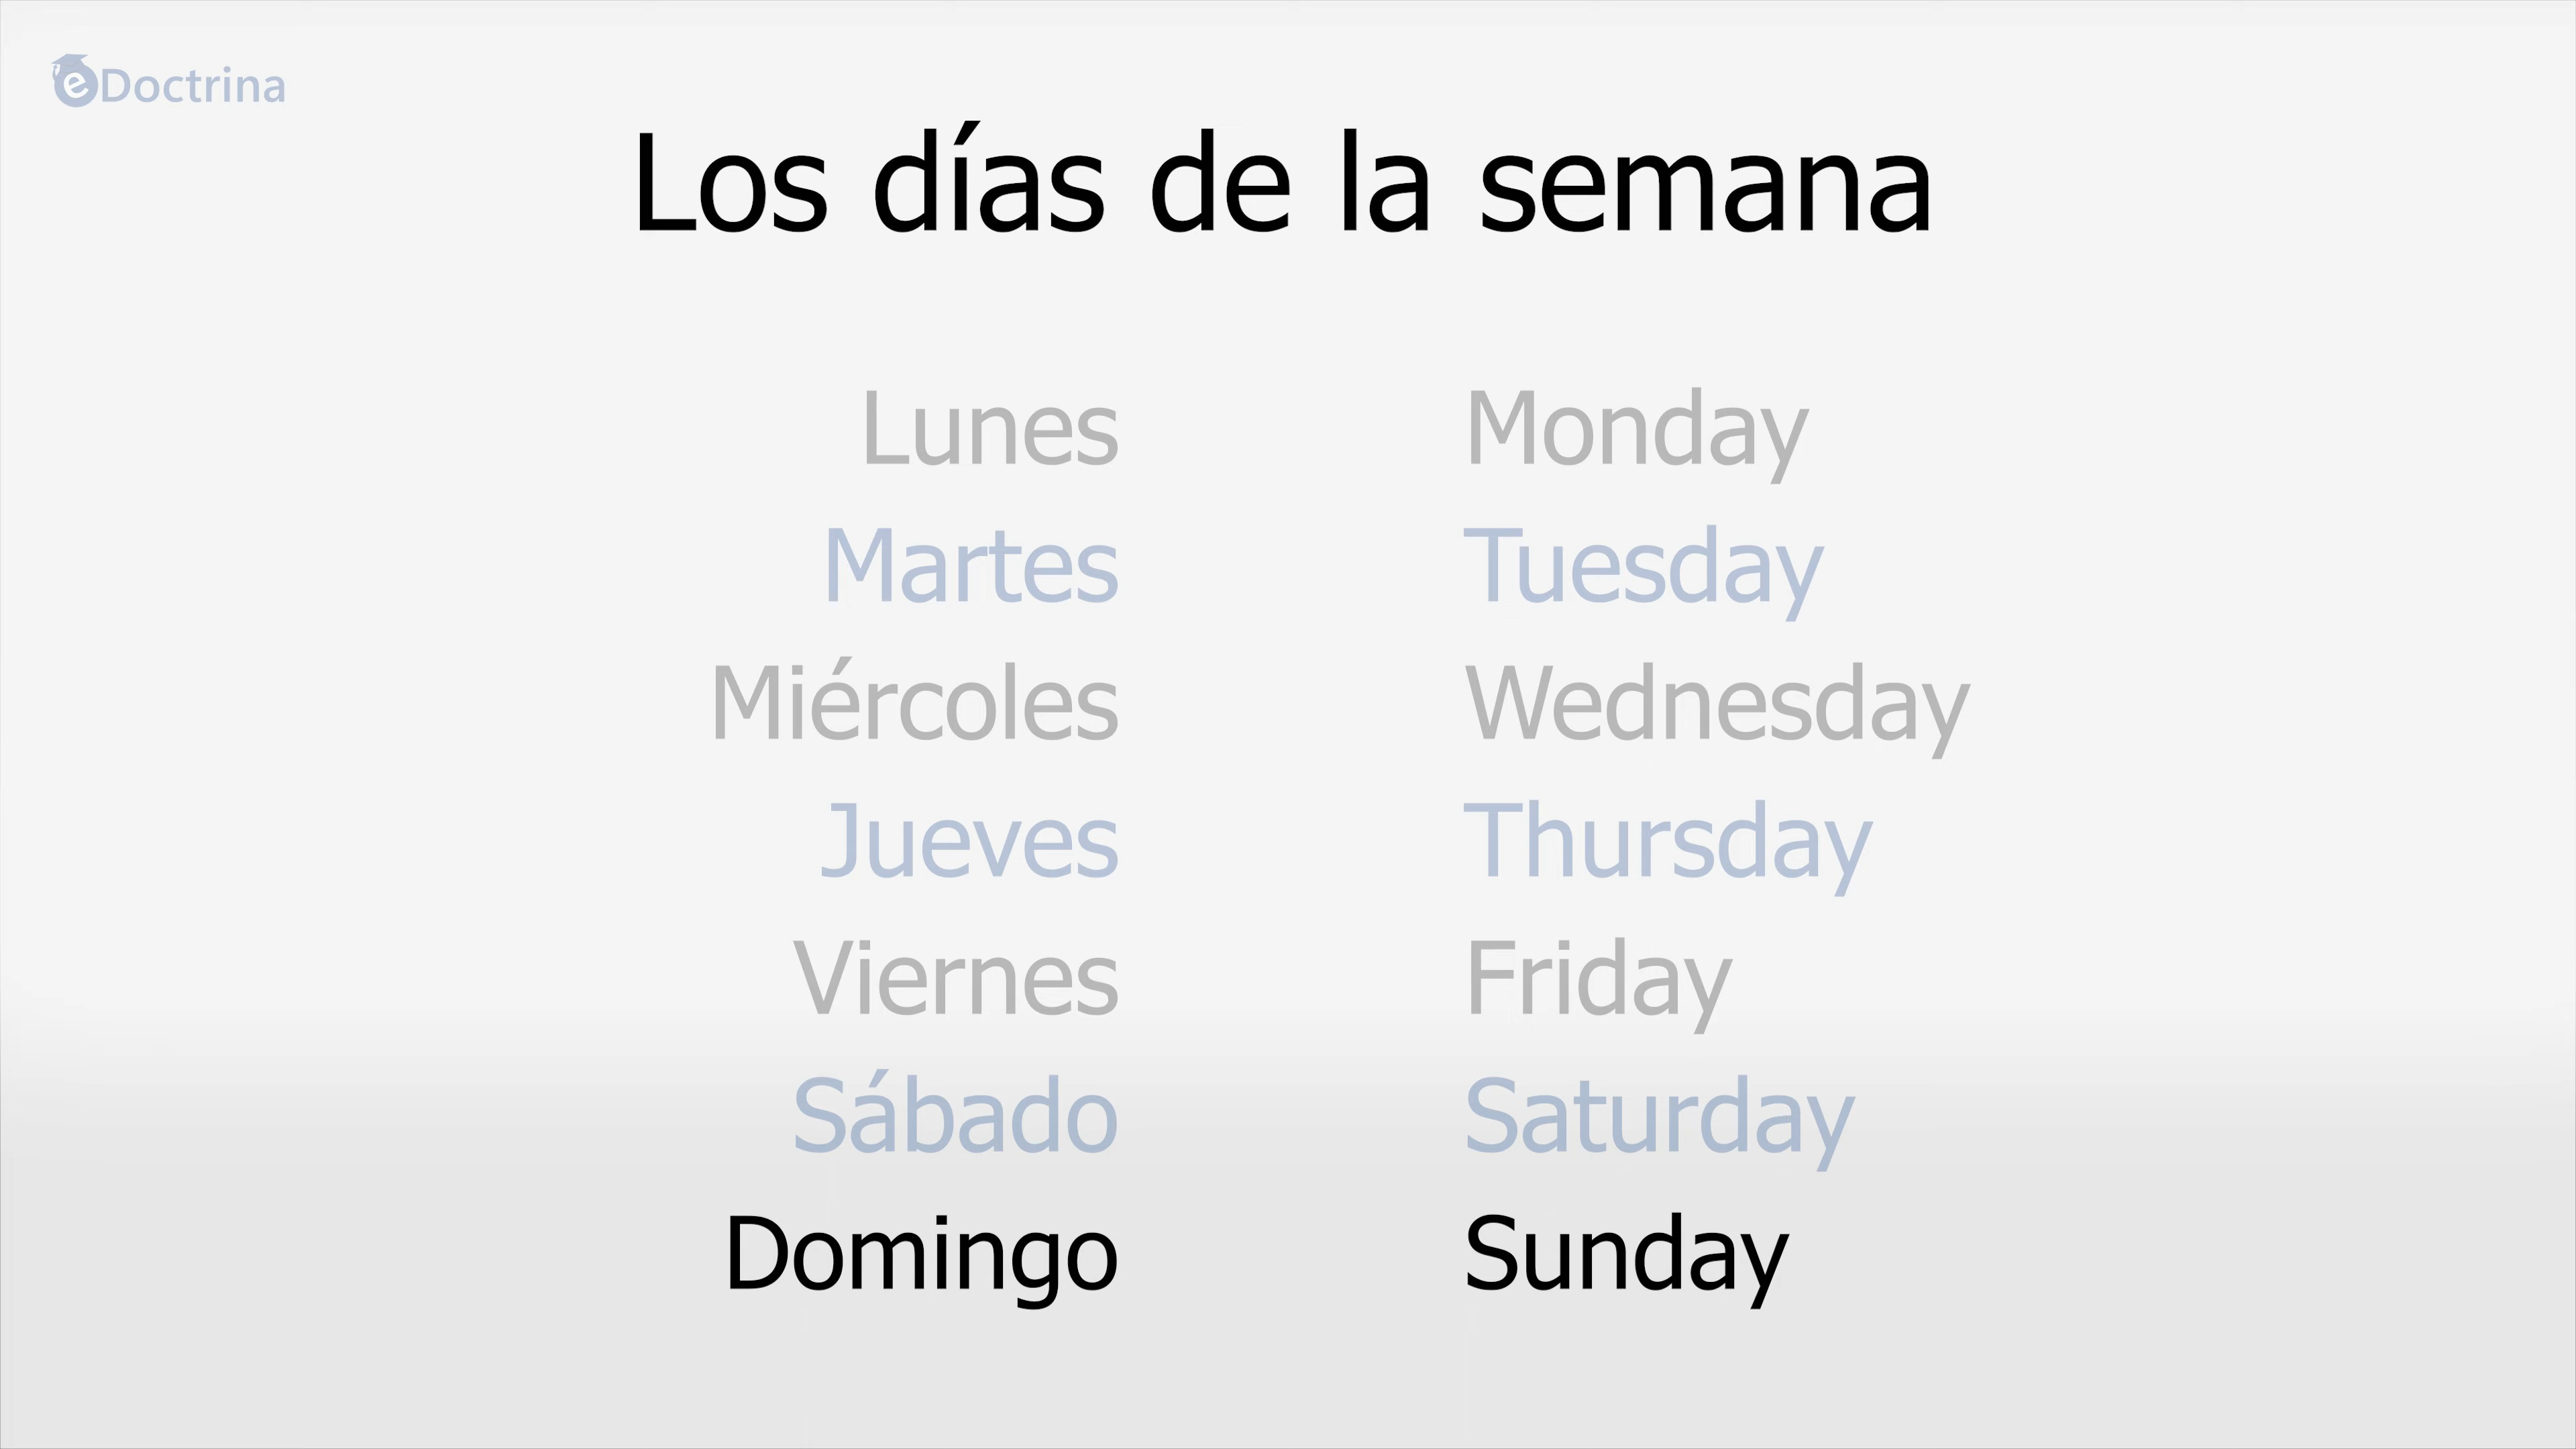 eDoctrina
Los días de la semana
Lunes Monday
Martes Tuesday
Miércoles Wednesday
Jueves Thursday
Viernes Friday
Sábado Saturday
Domingo Sunday